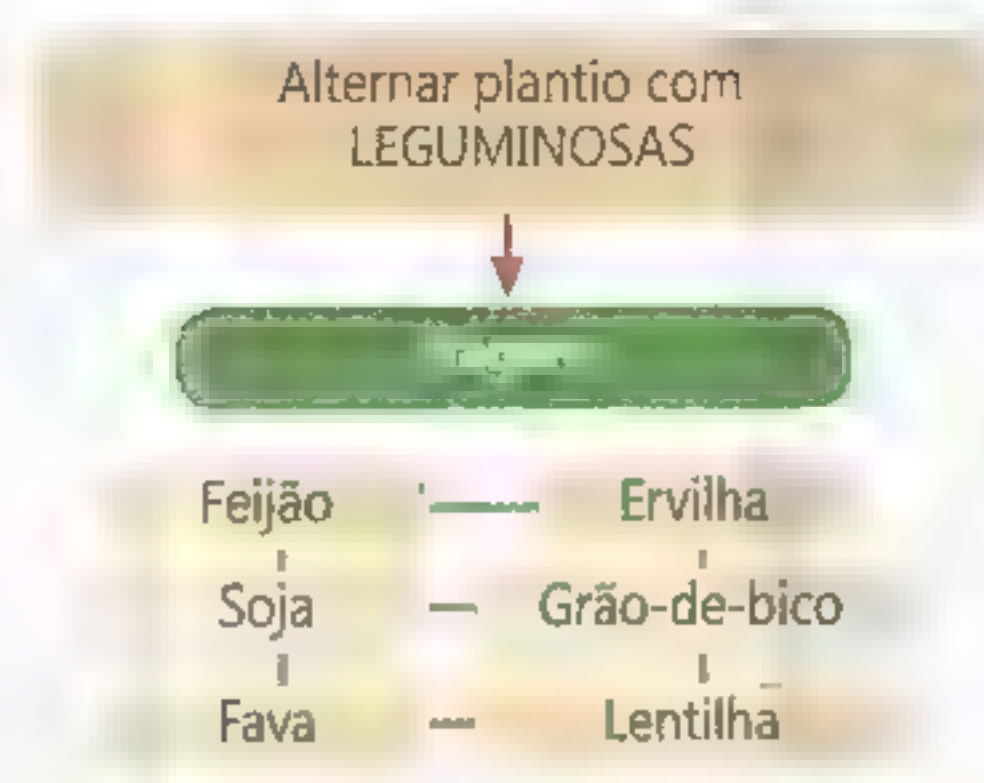 Alternar plantio com
LEGUMINOSAS
Feijão Ervilha
Soja Grão-de-bico
Fava Lentilha